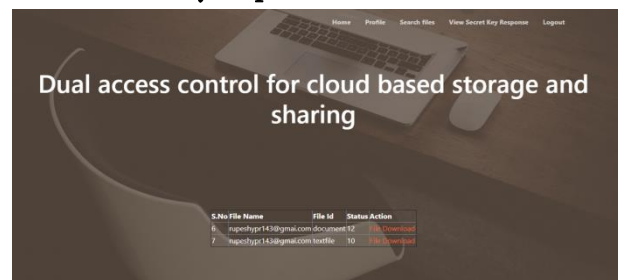 Home Profile Search files View Secret Key Response Logout
Dual access control for cloud based storage and
sharing
S.No File Name File Id Status Action
6 rupeshypr143@gmai.com document 12 File Download
7 rupeshypr143@gmai.com textfile 10 File Download